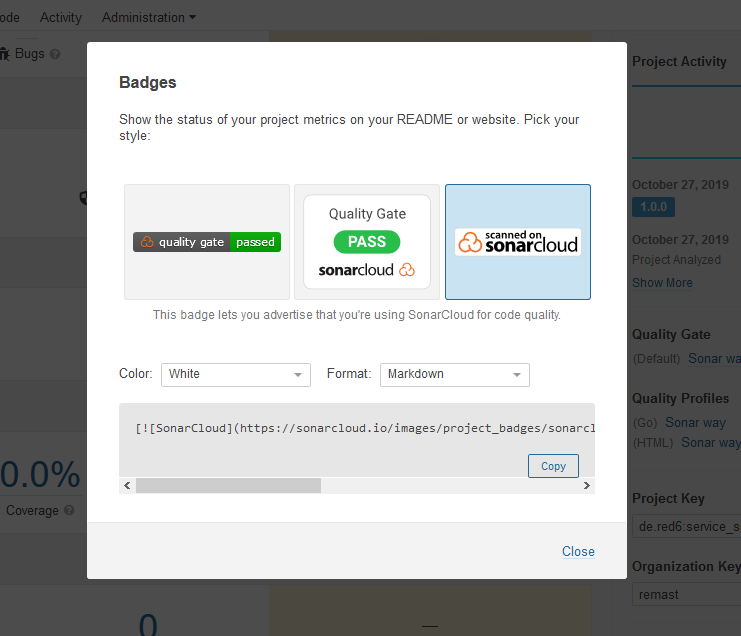 ode Activity Administration
Bugs
Badges
Show the status of your project metrics on your README or website. Pick your
style:
quality gate passed
Quality Gate
PASS
sonarcloud
scanned on
sonarcloud
This badge lets you advertise that you're using SonarCloud for code quality.
Color: White Format: Markdown
[![SonarCloud](https://sonarcloud.io/images/project_badges/sonarcl
Copy
Close
0.0%
Coverage
0
—
Project Activity
October 27, 2019
1.0.0
October 27, 2019
Project Analyzed
Show More
Quality Gate
(Default) Sonar wa
Quality Profiles
(Go) Sonar way
(HTML) Sonar way
Project Key
de.red6:service_s
Organization Key
remast